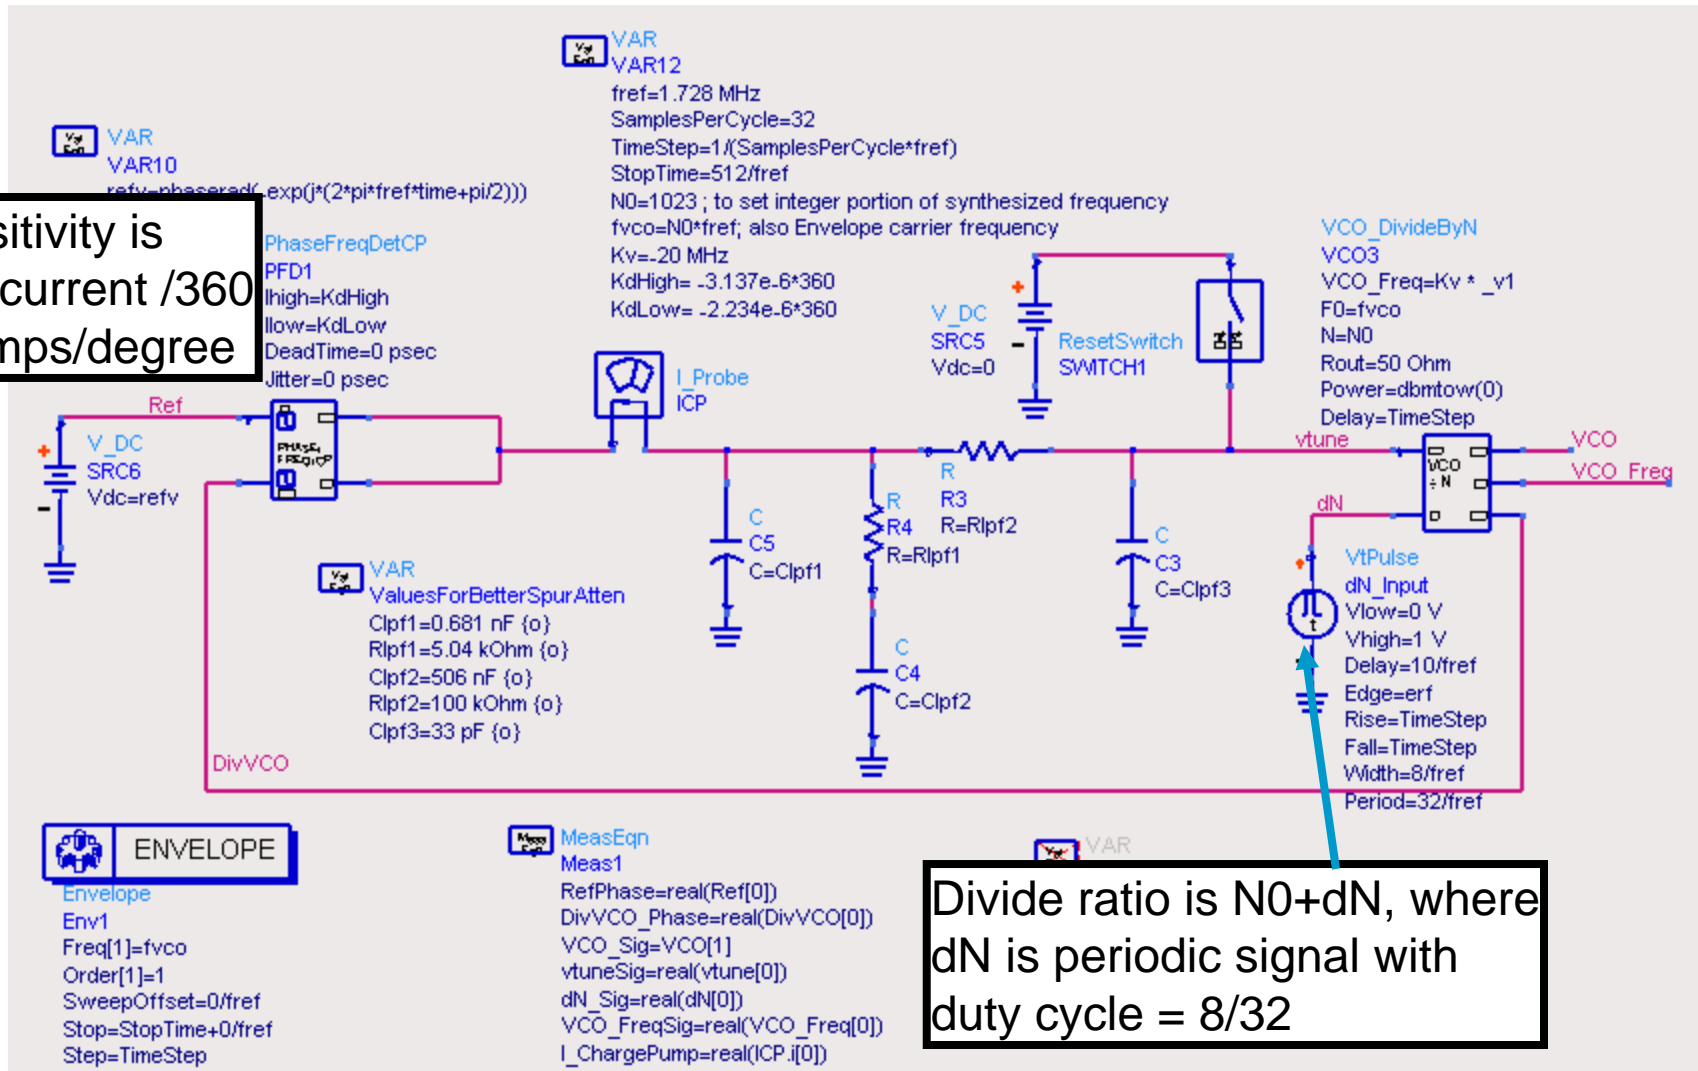 VAR
VAR12
fref=1.728 MHz
SamplesPerCycle=32
TimeStep=1/(SamplesPerCycle*fref)
StopTime=512/fref
N0=1023 ; to set integer portion of synthesized frequency
fvco=N0*fref; also Envelope carrier frequency
Kv=-20 MHz
KdHigh= -3.137e-6*360
KdLow= -2.234e-6*360
VAR
VAR10
refv=phaserad(-exp(j*(2*pi*fref*time+pi/2)))
sitivity is
current /360
mps/degree
PhaseFreqDetCP
PFD1
Ihigh=KdHigh
Ilow=KdLow
DeadTime=0 psec
Jitter=0 psec
Ref
V_DC
SRC6
Vdc=refv
I_Probe
ICP
V_DC
SRC5
Vdc=0
ResetSwitch
SWITCH1
VCO_DivideByN
VCO3
VCO_Freq=Kv * _v1
F0=fvco
N=N0
Rout=50 Ohm
Power=dbmtow(0)
Delay=TimeStep
vtune
VCO
VCO_Freq
VCO
÷ N
dN
C
C5
C=Clpf1
R
R4
R=Rlpf1
R
R3
R=Rlpf2
C
C4
C=Clpf2
C
C3
C=Clpf3
VtPulse
dN_Input
Vlow=0 V
Vhigh=1 V
Delay=10/fref
Edge=erf
Rise=TimeStep
Fall=TimeStep
Width=8/fref
Period=32/fref
t
VAR
ValuesForBetterSpurAtten
Clpf1=0.681 nF {o}
Rlpf1=5.04 kOhm {o}
Clpf2=506 nF {o}
Rlpf2=100 kOhm {o}
Clpf3=33 pF {o}
DivVCO
ENVELOPE
Envelope
Env1
Freq[1]=fvco
Order[1]=1
SweepOffset=0/fref
Stop=StopTime+0/fref
Step=TimeStep
MeasEqn
Meas1
RefPhase=real(Ref[0])
DivVCO_Phase=real(DivVCO[0])
VCO_Sig=VCO[1]
vtuneSig=real(vtune[0])
dN_Sig=real(dN[0])
VCO_FreqSig=real(VCO_Freq[0])
I_ChargePump=real(ICP.i[0])
VAR
Divide ratio is N0+dN, where
dN is periodic signal with
duty cycle = 8/32